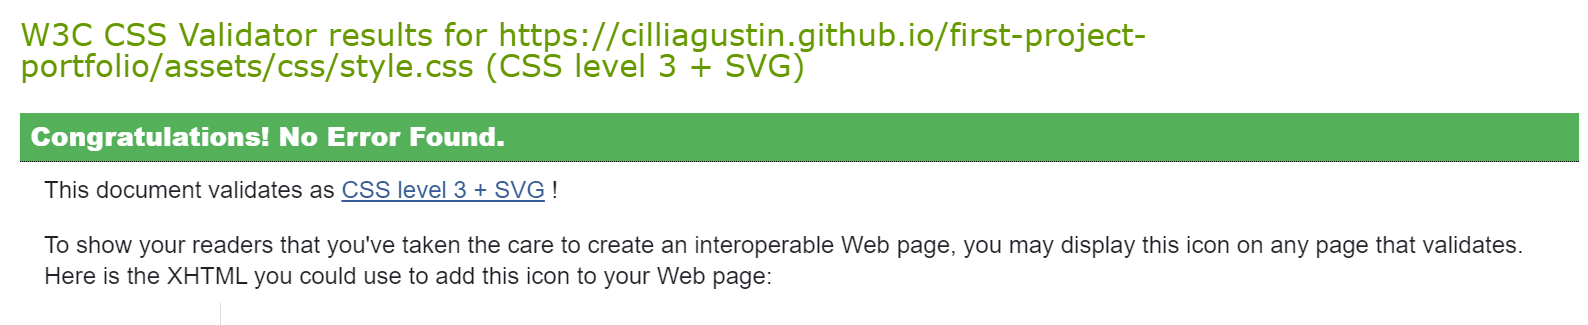 W3C CSS Validator results for https://cilliagustin.github.io/first-project-
portfolio/assets/css/style.css (CSS level 3 + SVG)
Congratulations! No Error Found.
This document validates as CSS level 3 + SVG !
To show your readers that you've taken the care to create an interoperable Web page, you may display this icon on any page that validates.
Here is the XHTML you could use to add this icon to your Web page: